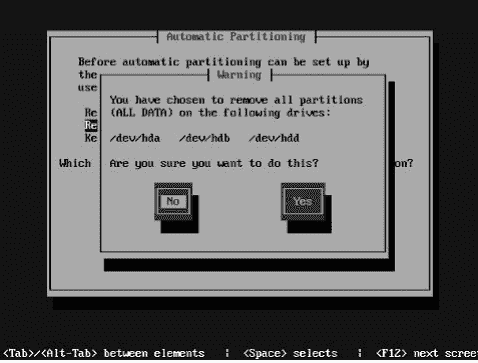 Automatic Partitioning
Before automatic partitioning can be set up by
the
use
Warning
You have chosen to remove all partitions
(ALL DATA) on the following drives:
Re
Re
Ke
/dev/hda /dev/hdb /dev/hdd
Which
Are you sure you want to do this?
on?
No
Yes
<Tab>/<Alt-Tab> between elements | <Space> selects | <F12> next scree